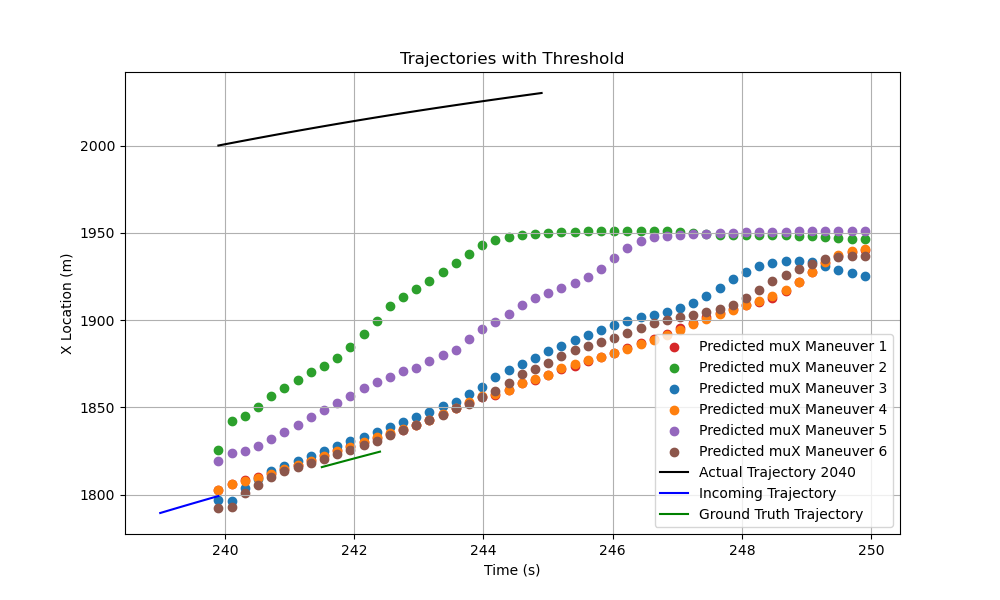 Trajectories with Threshold
X Location (m)
2000
1950
1900
1850
1800
240
242
244
246
248
250
Time (s)
Predicted muX Maneuver 1
Predicted muX Maneuver 2
Predicted muX Maneuver 3
Predicted muX Maneuver 4
Predicted muX Maneuver 5
Predicted muX Maneuver 6
Actual Trajectory 2040
Incoming Trajectory
Ground Truth Trajectory